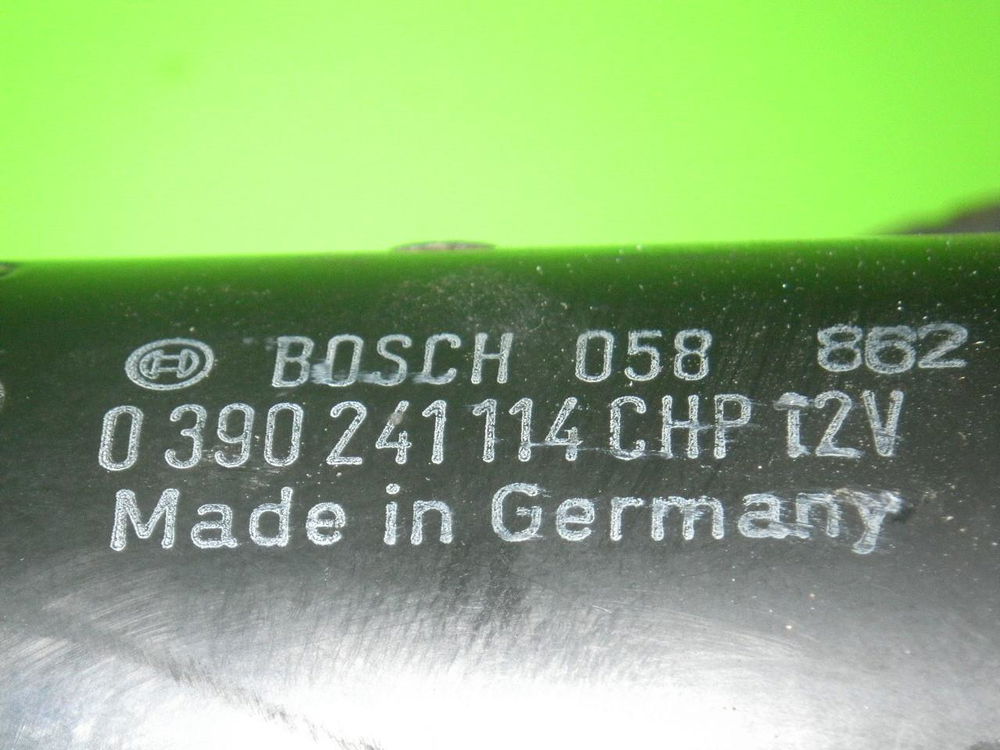 BOSCH 058 862
0 390 241 114 CHP 12V
Made in Germany